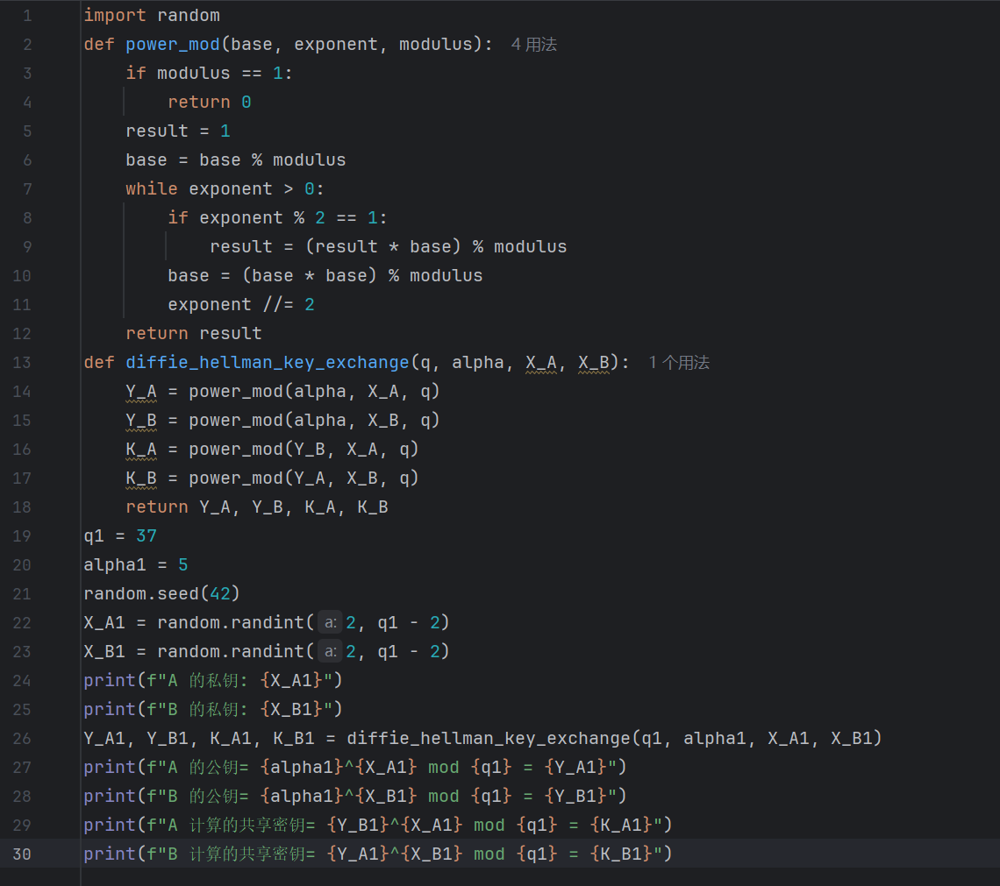 1 import random
2 def power_mod(base, exponent, modulus): 4 用法
3     if modulus == 1:
4         return 0
5     result = 1
6     base = base % modulus
7     while exponent > 0:
8         if exponent % 2 == 1:
9             result = (result * base) % modulus
10         base = (base * base) % modulus
11         exponent //= 2
12     return result
13 def diffie_hellman_key_exchange(q, alpha, X_A, X_B): 1 个用法
14     Y_A = power_mod(alpha, X_A, q)
15     Y_B = power_mod(alpha, X_B, q)
16     K_A = power_mod(Y_B, X_A, q)
17     K_B = power_mod(Y_A, X_B, q)
18     return Y_A, Y_B, K_A, K_B
19 q1 = 37
20 alpha1 = 5
21 random.seed(42)
22 X_A1 = random.randint( a: 2, q1 - 2)
23 X_B1 = random.randint( a: 2, q1 - 2)
24 print(f"A 的私钥: {X_A1}")
25 print(f"B 的私钥: {X_B1}")
26 Y_A1, Y_B1, K_A1, K_B1 = diffie_hellman_key_exchange(q1, alpha1, X_A1, X_B1)
27 print(f"A 的公钥= {alpha1}^{X_A1} mod {q1} = {Y_A1}")
28 print(f"B 的公钥= {alpha1}^{X_B1} mod {q1} = {Y_B1}")
29 print(f"A 计算的共享密钥= {Y_B1}^{X_A1} mod {q1} = {K_A1}")
30 print(f"B 计算的共享密钥= {Y_A1}^{X_B1} mod {q1} = {K_B1}")